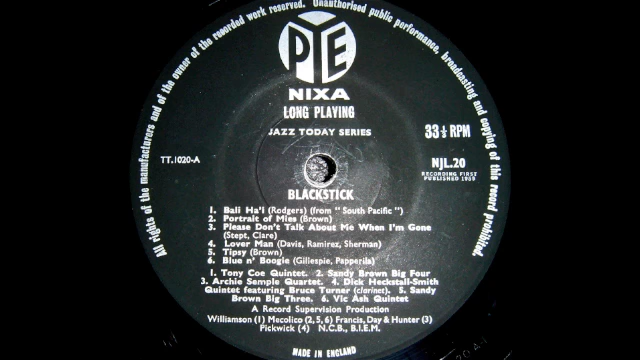 All rights of the manufacturers and of the owner of the recorded work reserved. Unauthorised public performance, broadcasting and copying of this record prohibited.
PYE
NIXA
LONG PLAYING
JAZZ TODAY SERIES
33⅓ RPM
TT.1020-A
NJL.20
RECORDING FIRST
PUBLISHED 1959
BLACKSTICK
1. Bali Ha'i (Rodgers) (from "South Pacific")
2. Portrait of Mies (Brown)
3. Please Don't Talk About Me When I'm Gone
(Stept, Clare)
4. Lover Man (Davis, Ramirez, Sherman)
5. Tipsy (Brown)
6. Blue n' Boogie (Gillespie, Papperila)
1. Tony Coe Quintet. 2. Sandy Brown Big Four
3. Archie Semple Quartet. 4. Dick Heckstall-Smith
Quintet featuring Bruce Turner (clarinet). 5. Sandy
Brown Big Three. 6. Vic Ash Quintet
A Record Supervision Production
Williamson (1) Mecolico (2,5,6) Francis, Day & Hunter (3)
Pickwick (4) N.C.B., B.I.E.M.
MADE IN ENGLAND